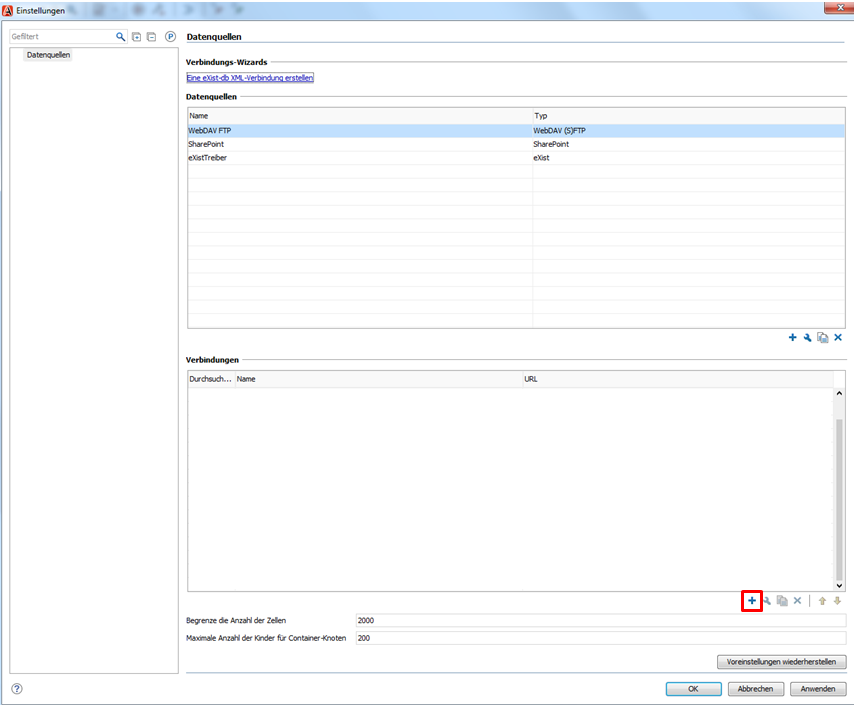 Einstellungen
Gefiltert
Datenquellen
Datenquellen
Verbindungs-Wizards
Eine eXist-db XML-Verbindung erstellen
Datenquellen
Name Typ
WebDAV FTP WebDAV (S)FTP
SharePoint SharePoint
eXistTreiber eXist
Verbindungen
Durchsuch... Name URL
Begrenze die Anzahl der Zellen 2000
Maximale Anzahl der Kinder für Container-Knoten 200
Voreinstellungen wiederherstellen
OK Abbrechen Anwenden